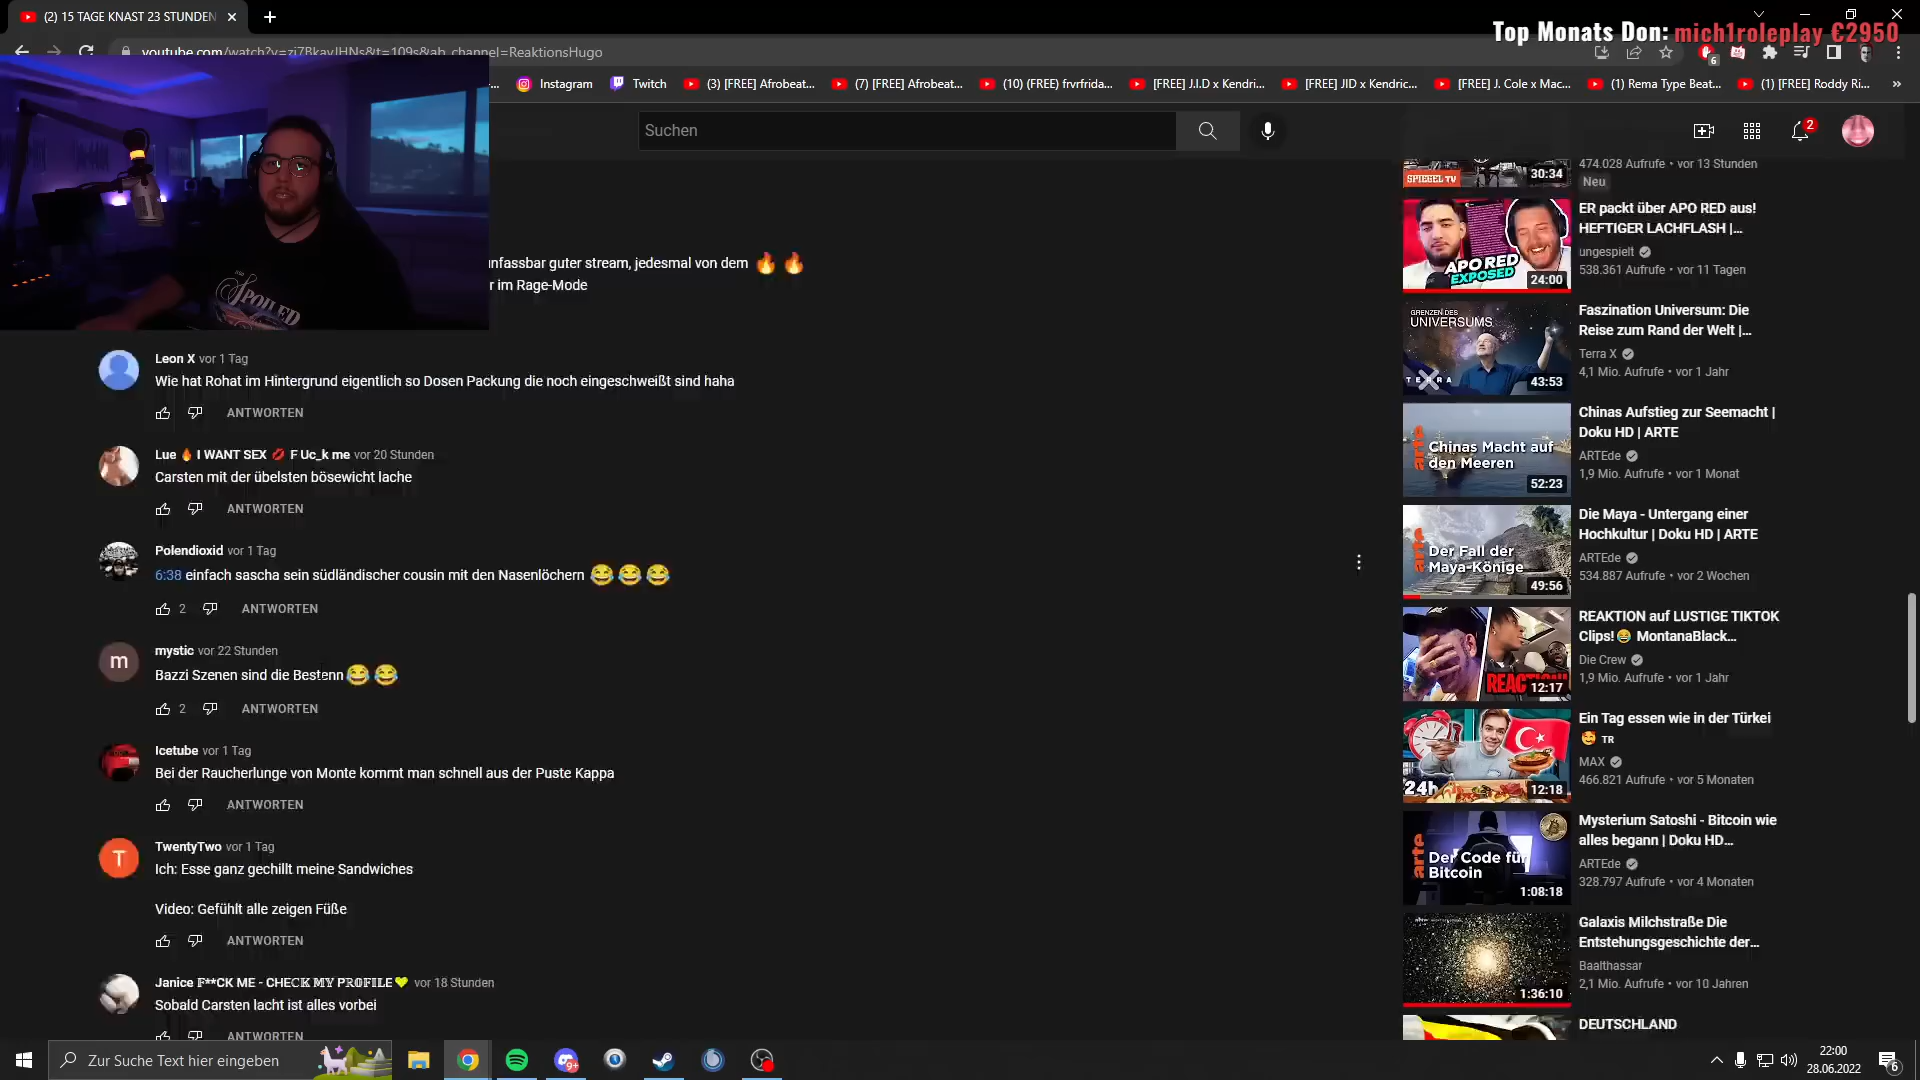 (2) 15 TAGE KNAST 23 STUNDEN
Top Monats Don: mich1roleplay €2950
Instagram
Twitch
(3) [FREE] Afrobeat...
(7) [FREE] Afrobeat...
(10) (FREE) frvrfrida...
[FREE] J.I.D x Kendri...
[FREE] JID x Kendric...
[FREE] J. Cole x Mac...
(1) Rema Type Beat...
(1) [FREE] Roddy Ri...
»
Suchen
2
SPOILED
nfassbar guter stream, jedesmal von dem 🔥 🔥
r im Rage-Mode
Leon X vor 1 Tag
Wie hat Rohat im Hintergrund eigentlich so Dosen Packung die noch eingeschweißt sind haha
ANTWORTEN
Lue 🔥 I WANT SEX 💋 F Uc_k me vor 20 Stunden
Carsten mit der übelsten bösewicht lache
ANTWORTEN
Polendioxid vor 1 Tag
6:38 einfach sascha sein südländischer cousin mit den Nasenlöchern 😂 😂 😂
2 ANTWORTEN
m
mystic vor 22 Stunden
Bazzi Szenen sind die Bestenn 😂 😂
2 ANTWORTEN
Icetube vor 1 Tag
Bei der Raucherlunge von Monte kommt man schnell aus der Puste Kappa
ANTWORTEN
T
TwentyTwo vor 1 Tag
Ich: Esse ganz gechillt meine Sandwiches
Video: Gefühlt alle zeigen Füße
ANTWORTEN
Janice 𝔽**CK ME - CHECK MY PROFILE💛 vor 18 Stunden
Sobald Carsten lacht ist alles vorbei
ANTWORTEN
SPIEGEL TV
30:34
474.028 Aufrufe • vor 13 Stunden
Neu
APO RED
EXPOSED
24:00
ER packt über APO RED aus!
HEFTIGER LACHFLASH |...
ungespielt
538.361 Aufrufe • vor 11 Tagen
GRENZEN DES
UNIVERSUMS
TERRA X
43:53
Faszination Universum: Die
Reise zum Rand der Welt |...
Terra X
4,1 Mio. Aufrufe • vor 1 Jahr
arte
Chinas Macht auf
den Meeren
52:23
Chinas Aufstieg zur Seemacht |
Doku HD | ARTE
ARTEde
1,9 Mio. Aufrufe • vor 1 Monat
arte
Der Fall der
Maya-Könige
49:56
Die Maya - Untergang einer
Hochkultur | Doku HD | ARTE
ARTEde
534.887 Aufrufe • vor 2 Wochen
12:17
REAKTION auf LUSTIGE TIKTOK
Clips!😂 MontanaBlack...
Die Crew
1,9 Mio. Aufrufe • vor 1 Jahr
24h
12:18
Ein Tag essen wie in der Türkei
🥰 TR
MAX
466.821 Aufrufe • vor 5 Monaten
arte
Der Code für
Bitcoin
1:08:18
Mysterium Satoshi - Bitcoin wie
alles begann | Doku HD...
ARTEde
328.797 Aufrufe • vor 4 Monaten
1:36:10
Galaxis Milchstraße Die
Entstehungsgeschichte der...
Baalthassar
2,1 Mio. Aufrufe • vor 10 Jahren
DEUTSCHLAND
Zur Suche Text hier eingeben
9+
22:00
28.06.2022
6